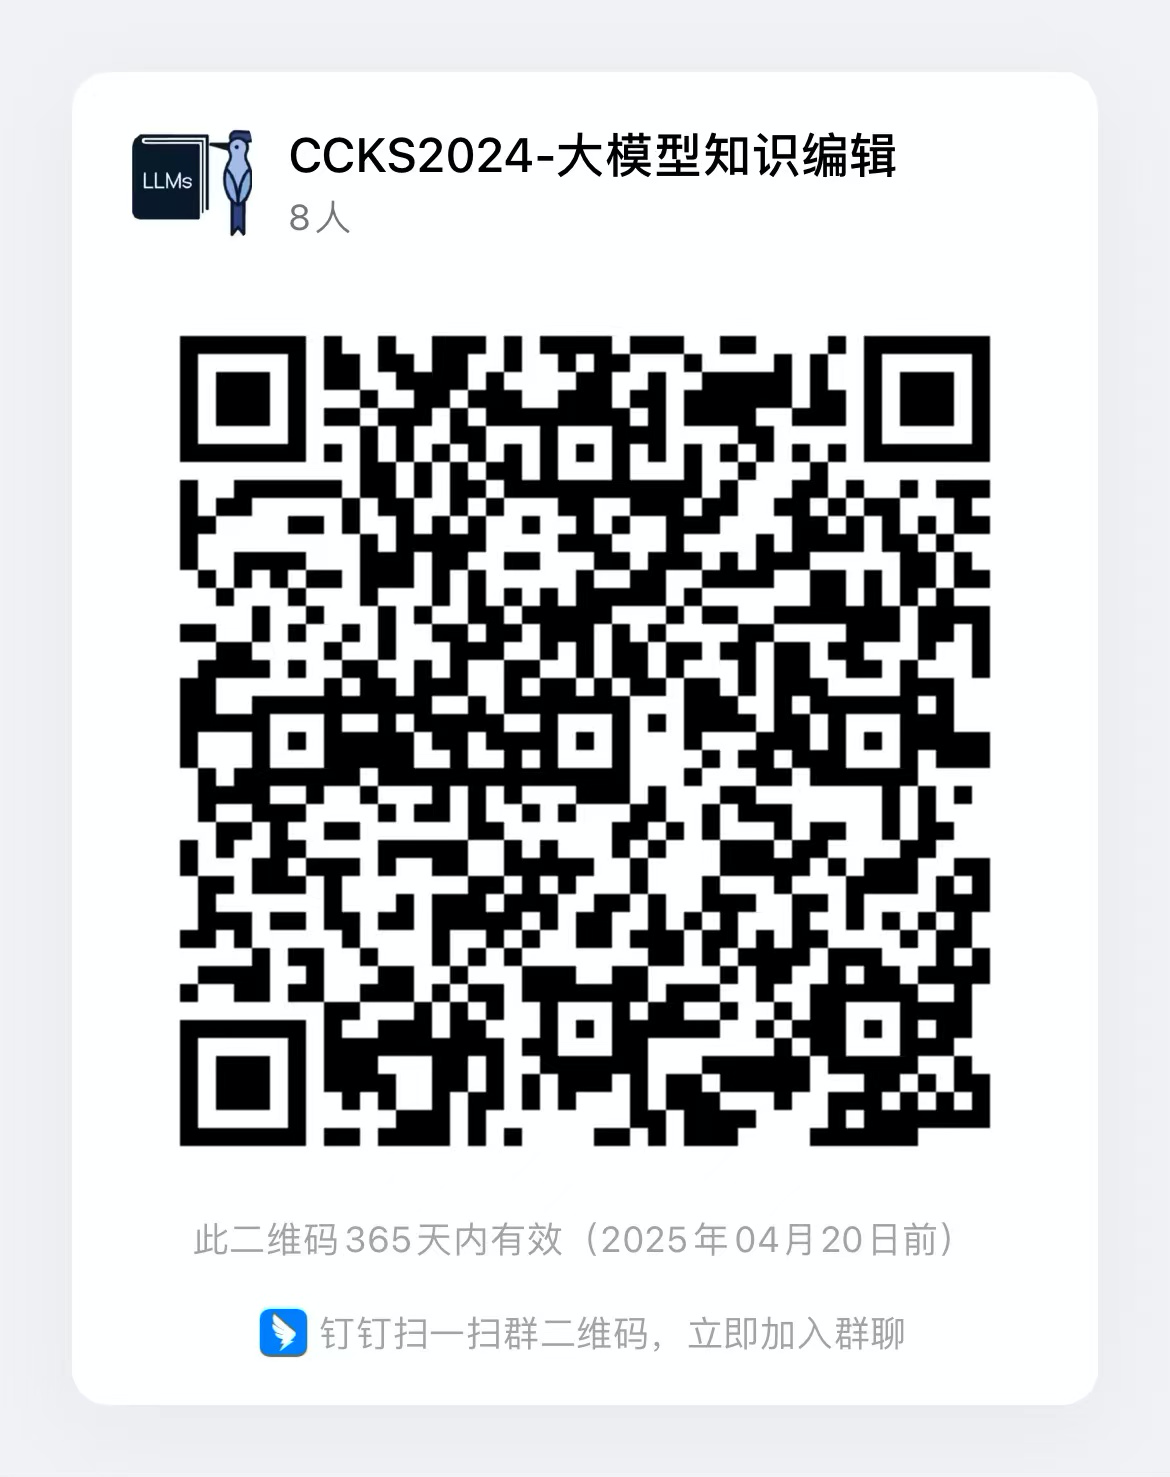 LLMs
CCKS2024-大模型知识编辑
8人
此二维码365天内有效（2025年04月20日前）
钉钉扫一扫群二维码，立即加入群聊